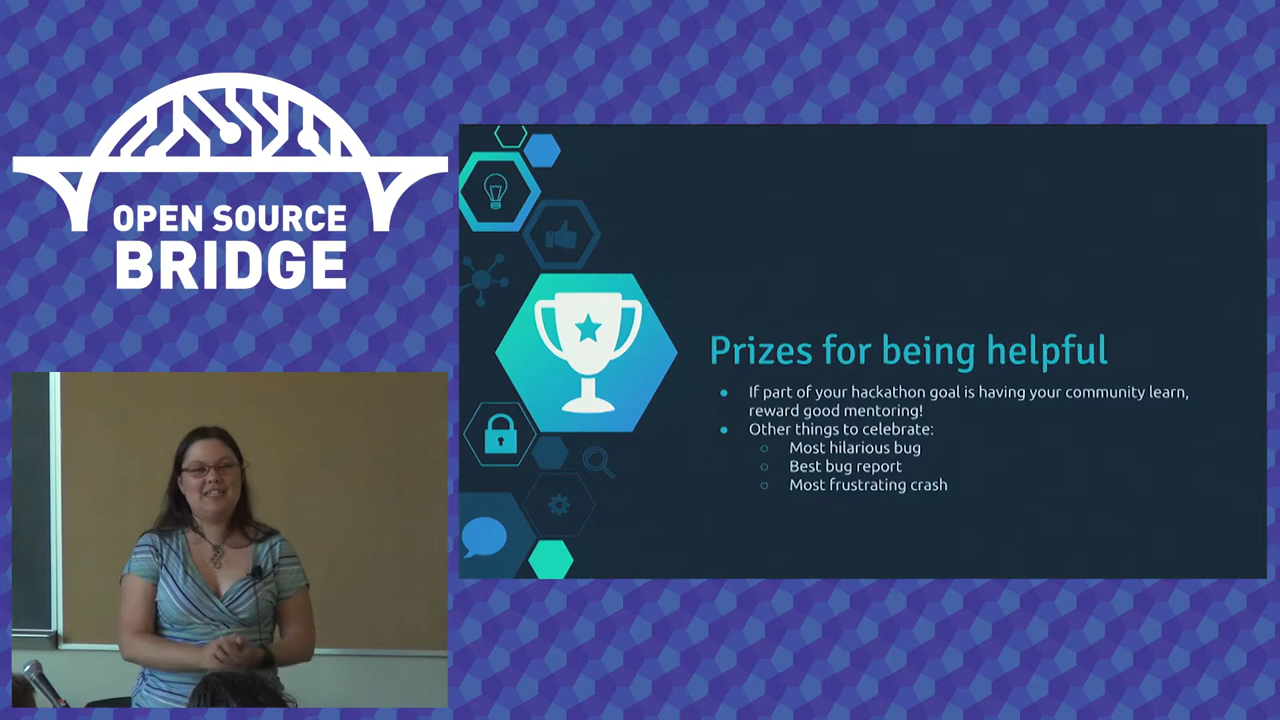 OPEN SOURCE
BRIDGE
Prizes for being helpful
● If part of your hackathon goal is having your community learn,
reward good mentoring!
● Other things to celebrate:
○ Most hilarious bug
○ Best bug report
○ Most frustrating crash